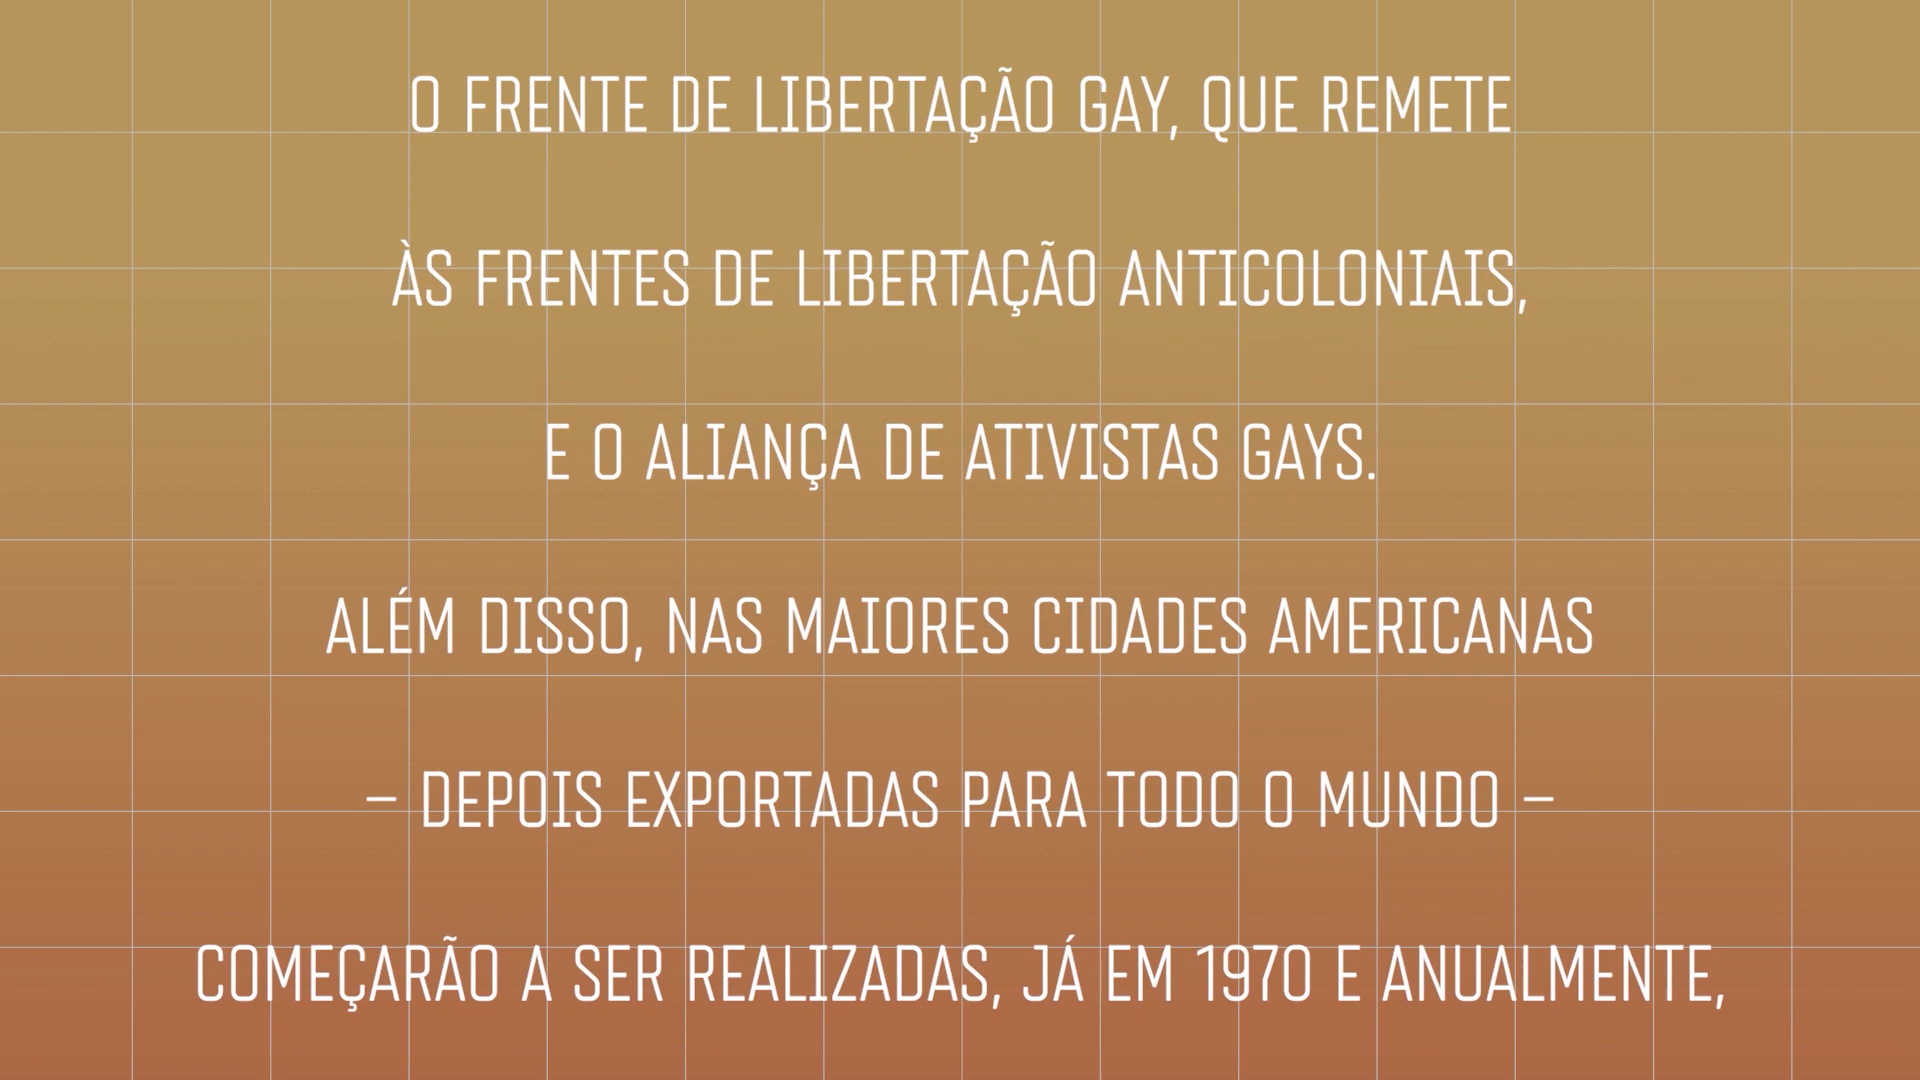 O FRENTE DE LIBERTAÇÃO GAY, QUE REMETE
ÀS FRENTES DE LIBERTAÇÃO ANTICOLONIAIS,
E O ALIANÇA DE ATIVISTAS GAYS.
ALÉM DISSO, NAS MAIORES CIDADES AMERICANAS
– DEPOIS EXPORTADAS PARA TODO O MUNDO –
COMEÇARÃO A SER REALIZADAS, JÁ EM 1970 E ANUALMENTE,